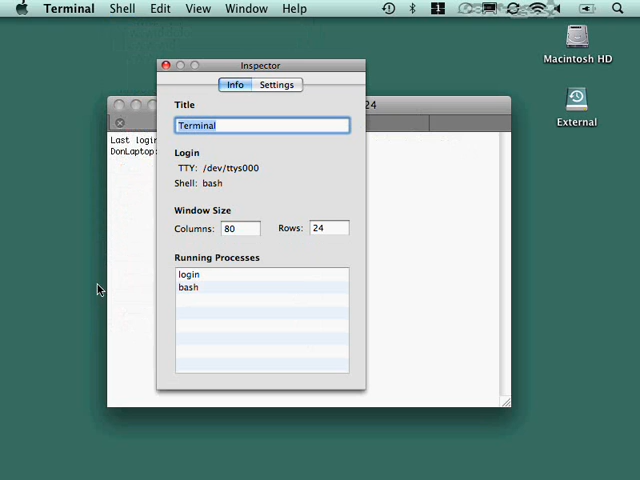 Terminal Shell Edit View Window Help
Macintosh HD
External
Inspector
Info Settings
24
Title
Terminal
Last login
DonLaptop:
Login
TTY: /dev/ttys000
Shell: bash
Window Size
Columns: 80 Rows: 24
Running Processes
login
bash